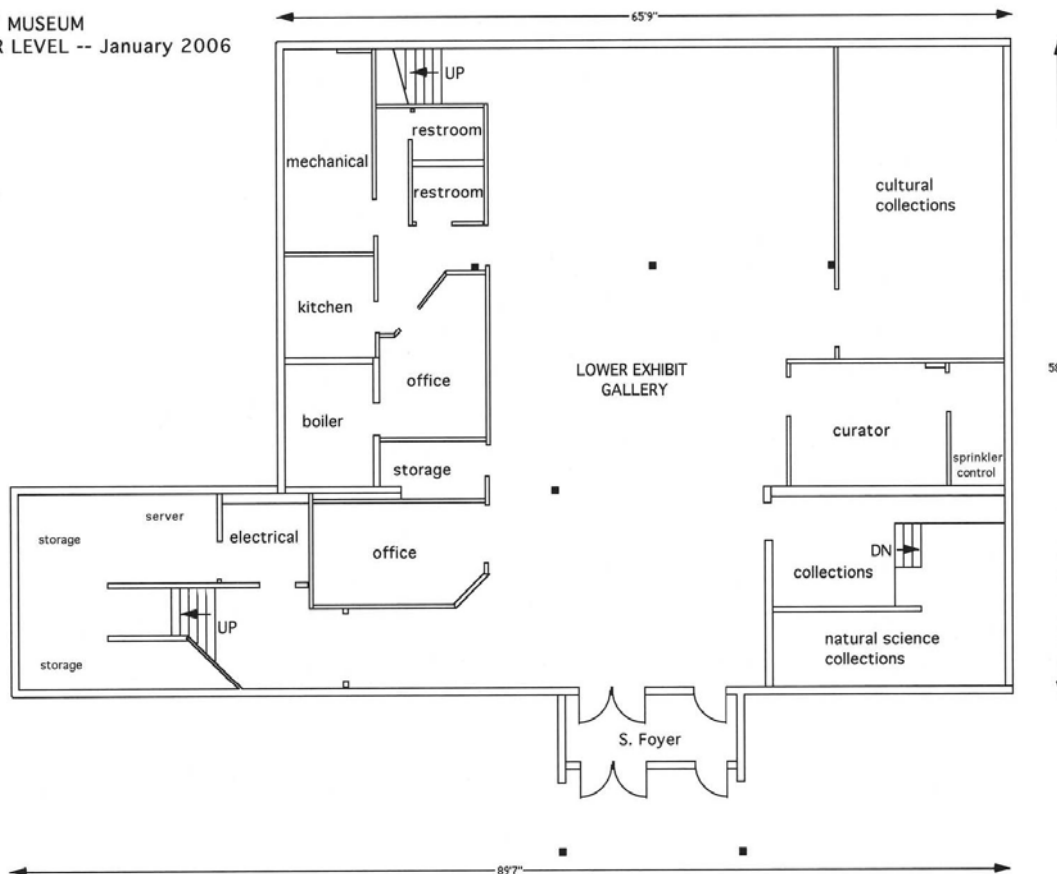 MUSEUM
LEVEL -- January 2006
65'9"
UP
restroom
mechanical
restroom
cultural
collections
kitchen
LOWER EXHIBIT
GALLERY
office
boiler
curator
storage
sprinkler
control
server
storage
electrical
office
DN
collections
UP
storage
natural science
collections
S. Foyer
89'7"